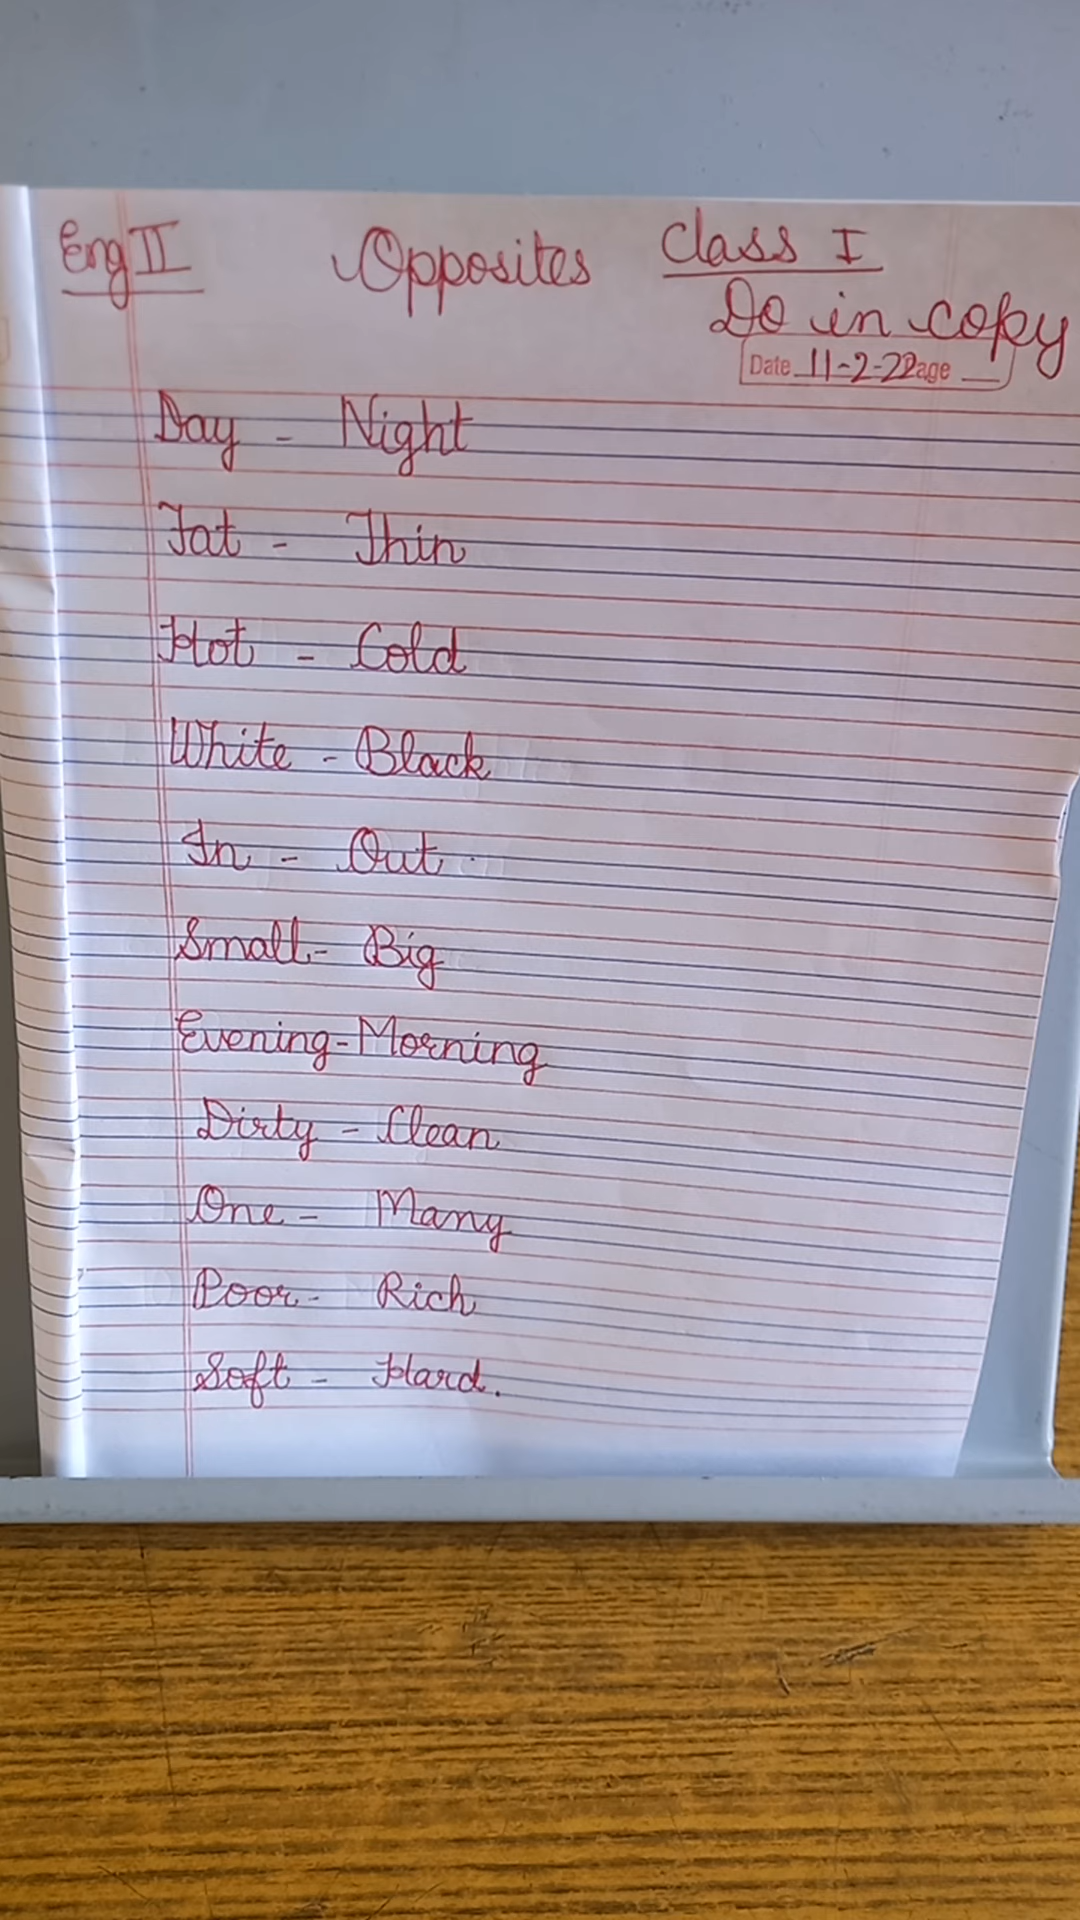 Eng II Opposites Class I
Do in copy
Date 11-2-22 Page
Day - Night
Fat - Thin
Hot - Cold
White - Black
In - Out
Small - Big
Evening - Morning
Dirty - Clean
One - Many
Poor - Rich
Soft - Hard.